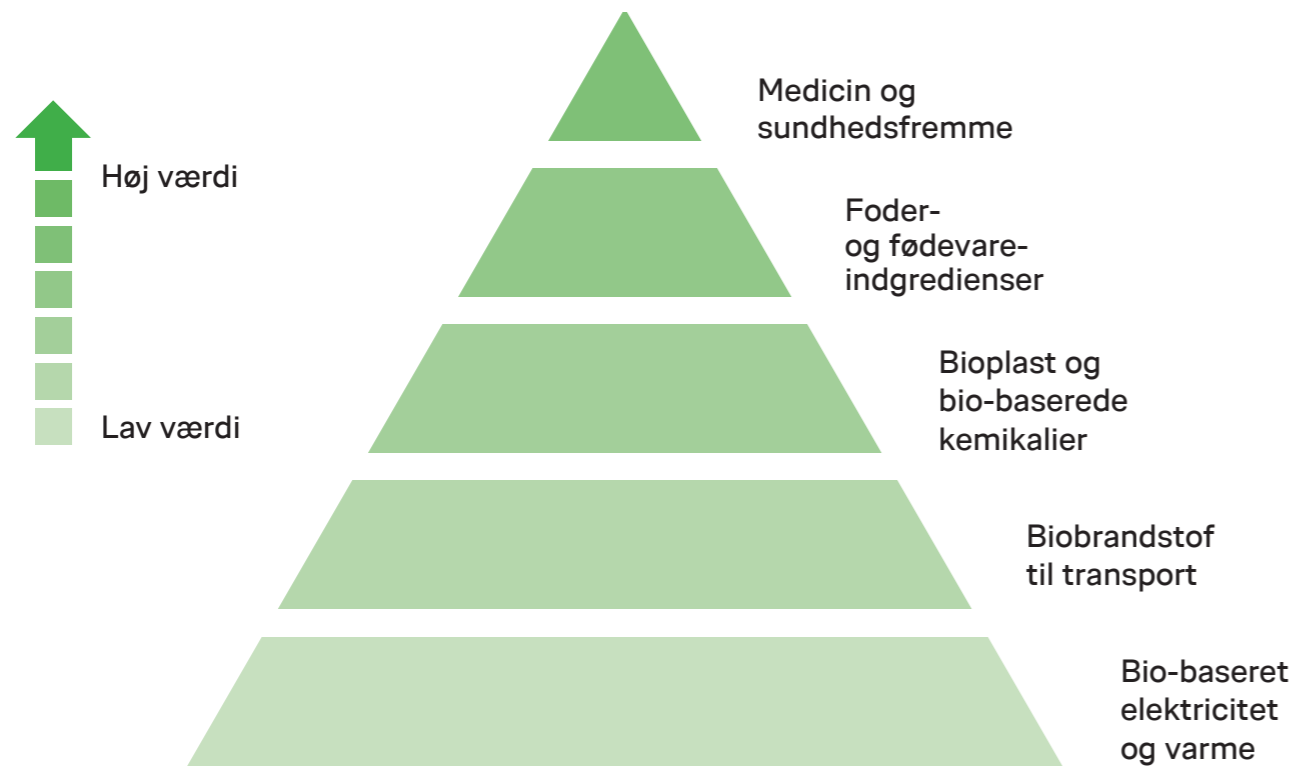 Medicin og
sundhedsfremme
Høj værdi
Foder-
og fødevare-
indgredienser
Bioplast og
bio-baserede
kemikalier
Lav værdi
Biobrandstof
til transport
Bio-baseret
elektricitet
og varme